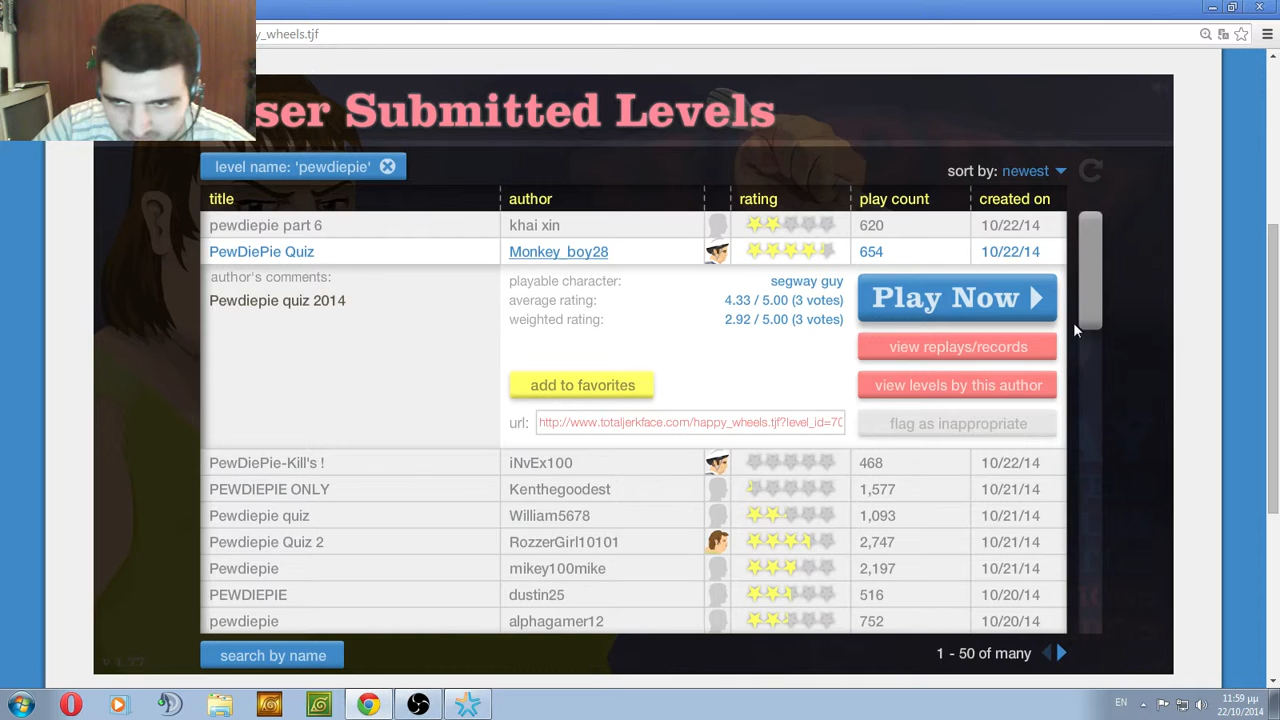 y_wheels.tjf
ser Submitted Levels
level name: 'pewdiepie'
sort by: newest
title author rating play count created on
pewdiepie part 6 khai xin 620 10/22/14
PewDiePie Quiz Monkey_boy28 654 10/22/14
author's comments:
Pewdiepie quiz 2014
playable character: segway guy
average rating: 4.33 / 5.00 (3 votes)
weighted rating: 2.92 / 5.00 (3 votes)
Play Now
view replays/records
add to favorites
view levels by this author
url: http://www.totaljerkface.com/happy_wheels.tjf?level_id=70
flag as inappropriate
PewDiePie-Kill's ! iNvEx100 468 10/22/14
PEWDIEPIE ONLY Kenthegoodest 1,577 10/21/14
Pewdiepie quiz William5678 1,093 10/21/14
Pewdiepie Quiz 2 RozzerGirl10101 2,747 10/21/14
Pewdiepie mikey100mike 2,197 10/21/14
PEWDIEPIE dustin25 516 10/20/14
pewdiepie alphagamer12 752 10/20/14
search by name
1 - 50 of many
v 1.77
EN
11:59 μμ
22/10/2014